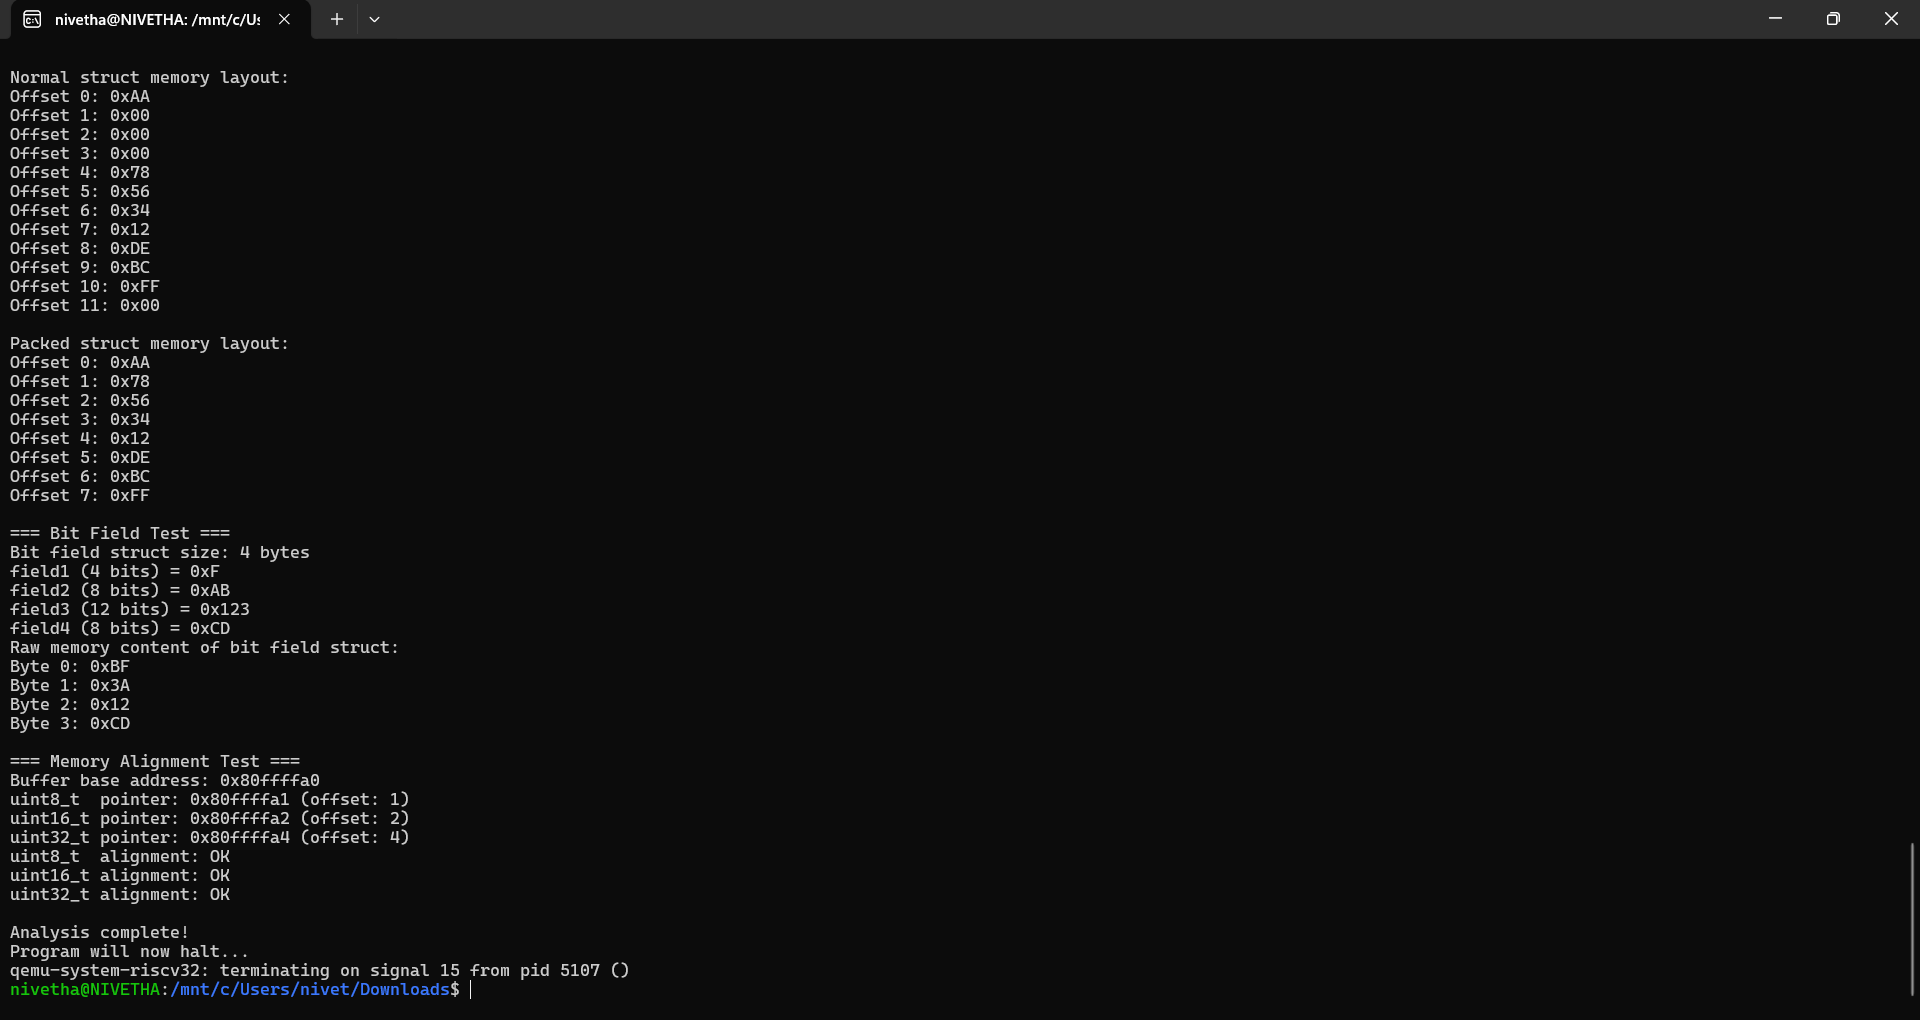 nivetha@NIVETHA: /mnt/c/Us
Normal struct memory layout:
Offset 0: 0xAA
Offset 1: 0x00
Offset 2: 0x00
Offset 3: 0x00
Offset 4: 0x78
Offset 5: 0x56
Offset 6: 0x34
Offset 7: 0x12
Offset 8: 0xDE
Offset 9: 0xBC
Offset 10: 0xFF
Offset 11: 0x00
Packed struct memory layout:
Offset 0: 0xAA
Offset 1: 0x78
Offset 2: 0x56
Offset 3: 0x34
Offset 4: 0x12
Offset 5: 0xDE
Offset 6: 0xBC
Offset 7: 0xFF
=== Bit Field Test ===
Bit field struct size: 4 bytes
field1 (4 bits) = 0xF
field2 (8 bits) = 0xAB
field3 (12 bits) = 0x123
field4 (8 bits) = 0xCD
Raw memory content of bit field struct:
Byte 0: 0xBF
Byte 1: 0x3A
Byte 2: 0x12
Byte 3: 0xCD
=== Memory Alignment Test ===
Buffer base address: 0x80ffffa0
uint8_t  pointer: 0x80ffffa1 (offset: 1)
uint16_t pointer: 0x80ffffa2 (offset: 2)
uint32_t pointer: 0x80ffffa4 (offset: 4)
uint8_t  alignment: OK
uint16_t alignment: OK
uint32_t alignment: OK
Analysis complete!
Program will now halt...
qemu-system-riscv32: terminating on signal 15 from pid 5107 ()
nivetha@NIVETHA:/mnt/c/Users/nivet/Downloads$